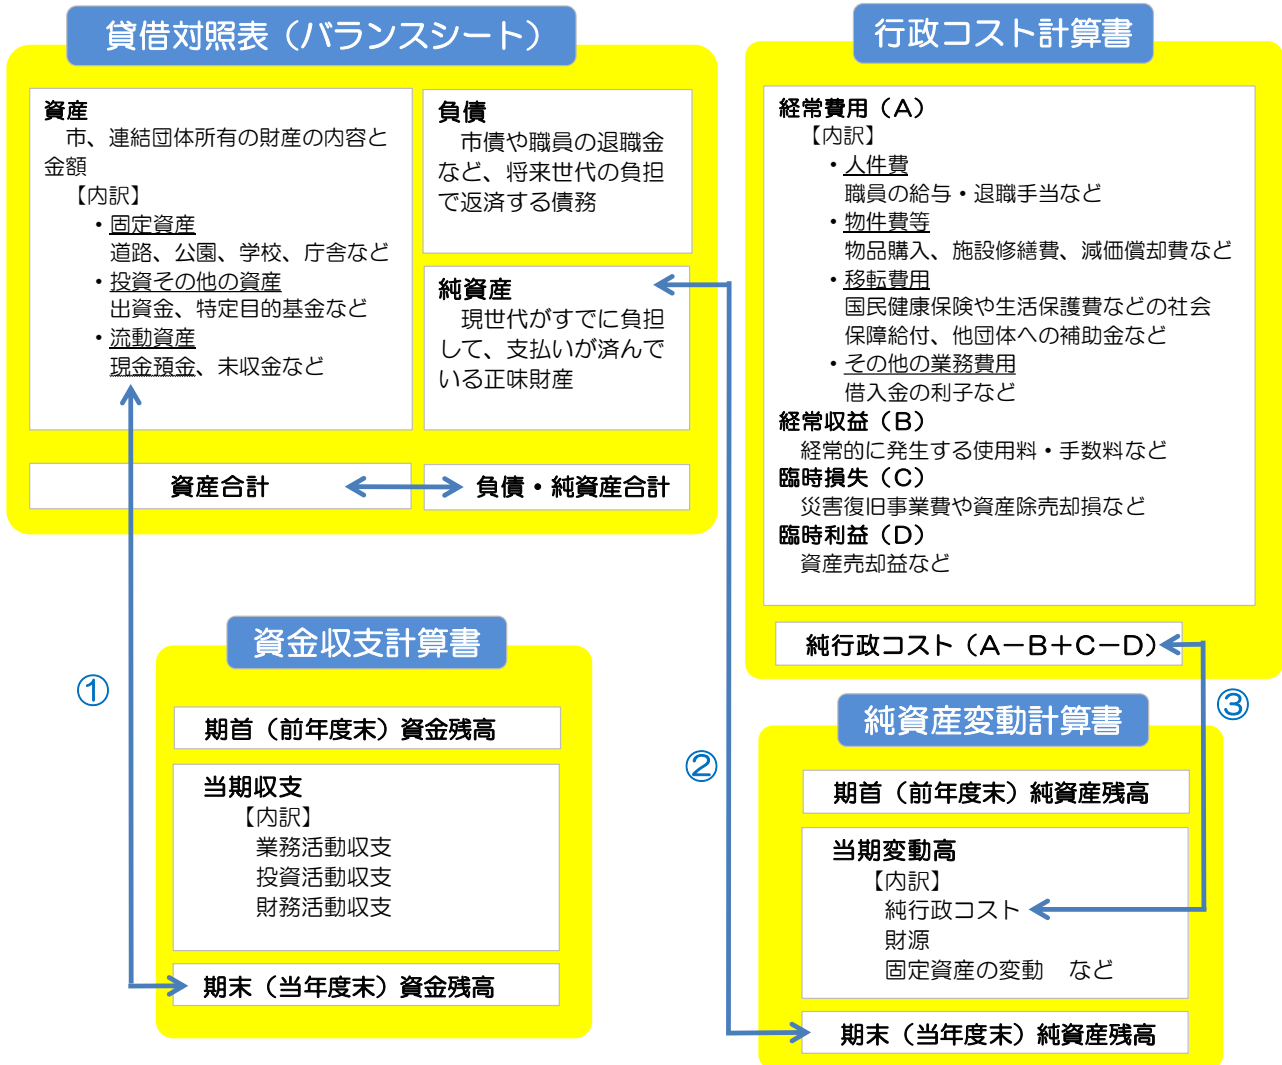 貸借対照表（バランスシート）
資産
市、連結団体所有の財産の内容と
金額
【内訳】
・固定資産
道路、公園、学校、庁舎など
・投資その他の資産
出資金、特定目的基金など
・流動資産
現金預金、未収金など
負債
市債や職員の退職金
など、将来世代の負担
で返済する債務
純資産
現世代がすでに負担
して、支払いが済んで
いる正味財産
資産合計
負債・純資産合計
行政コスト計算書
経常費用（A）
【内訳】
・人件費
職員の給与・退職手当など
・物件費等
物品購入、施設修繕費、減価償却費など
・移転費用
国民健康保険や生活保護費などの社会
保障給付、他団体への補助金など
・その他の業務費用
借入金の利子など
経常収益（B）
経常的に発生する使用料・手数料など
臨時損失（C）
災害復旧事業費や資産除売却損など
臨時利益（D）
資産売却益など
純行政コスト（A－B＋C－D）
①
資金収支計算書
期首（前年度末）資金残高
当期収支
【内訳】
業務活動収支
投資活動収支
財務活動収支
期末（当年度末）資金残高
②
③
純資産変動計算書
期首（前年度末）純資産残高
当期変動高
【内訳】
純行政コスト
財源
固定資産の変動　など
期末（当年度末）純資産残高